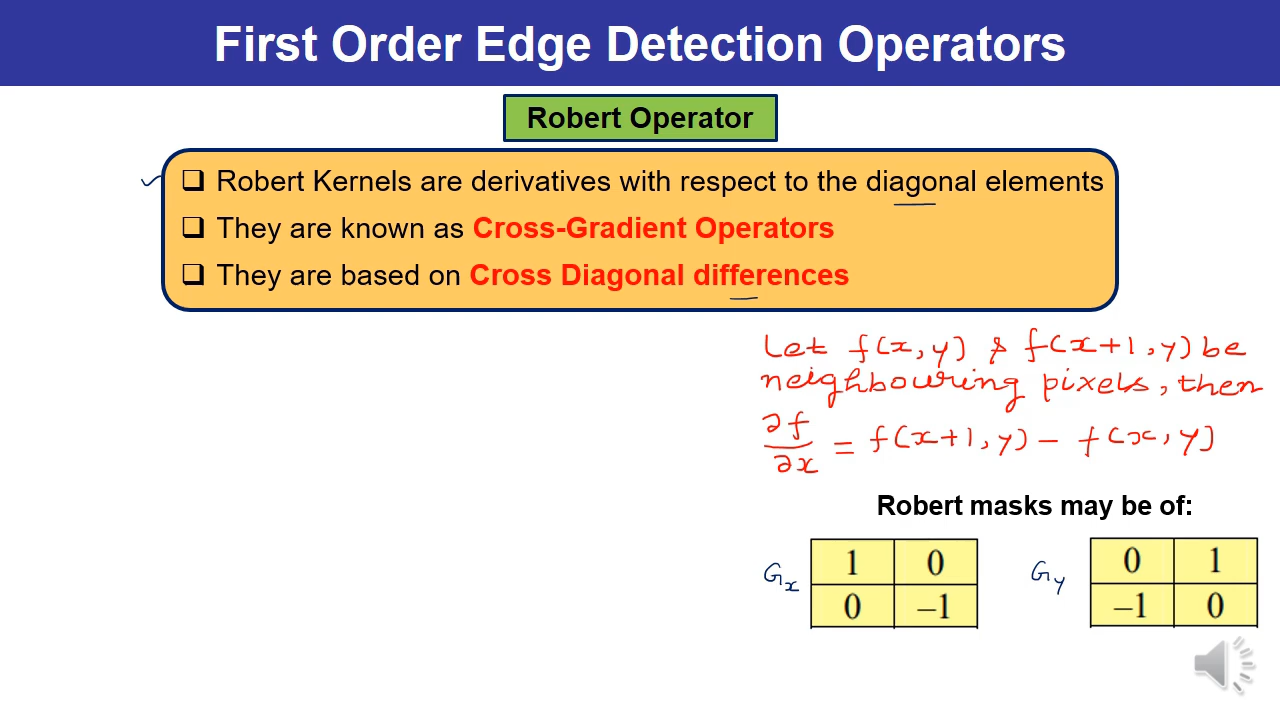 First Order Edge Detection Operators
Robert Operator
❑ Robert Kernels are derivatives with respect to the diagonal elements
❑ They are known as Cross-Gradient Operators
❑ They are based on Cross Diagonal differences
Let f(x,y) & f(x+1,y) be
neighbouring pixels, then
∂f/∂x = f(x+1,y) - f(x,y)
Robert masks may be of:
Gx
1 0
0 –1
Gy
0 1
–1 0